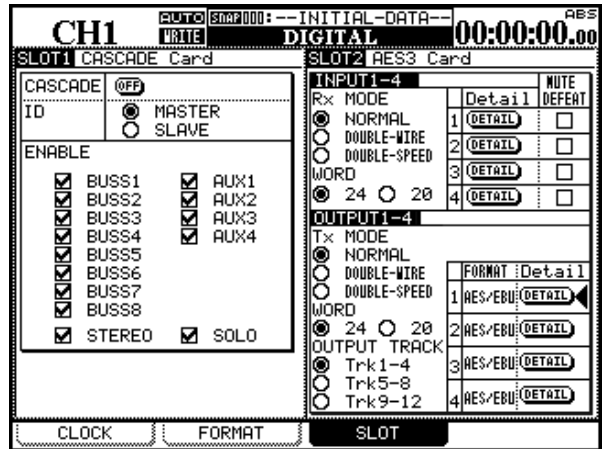 CH1 AUTO WRITE SNAP000: --INITIAL-DATA-- DIGITAL ABS 00:00:00.00
SLOT1 CASCADE Card
CASCADE OFF
ID MASTER
SLAVE
ENABLE
BUSS1 AUX1
BUSS2 AUX2
BUSS3 AUX3
BUSS4 AUX4
BUSS5
BUSS6
BUSS7
BUSS8
STEREO SOLO
SLOT2 AES3 Card
INPUT1-4
Rx MODE
NORMAL
DOUBLE-WIRE
DOUBLE-SPEED
WORD
24 20
Detail MUTE DEFEAT
1 DETAIL
2 DETAIL
3 DETAIL
4 DETAIL
OUTPUT1-4
Tx MODE
NORMAL
DOUBLE-WIRE
DOUBLE-SPEED
WORD
24 20
OUTPUT TRACK
Trk1-4
Trk5-8
Trk9-12
FORMAT Detail
1 AES/EBU DETAIL
2 AES/EBU DETAIL
3 AES/EBU DETAIL
4 AES/EBU DETAIL
CLOCK FORMAT SLOT